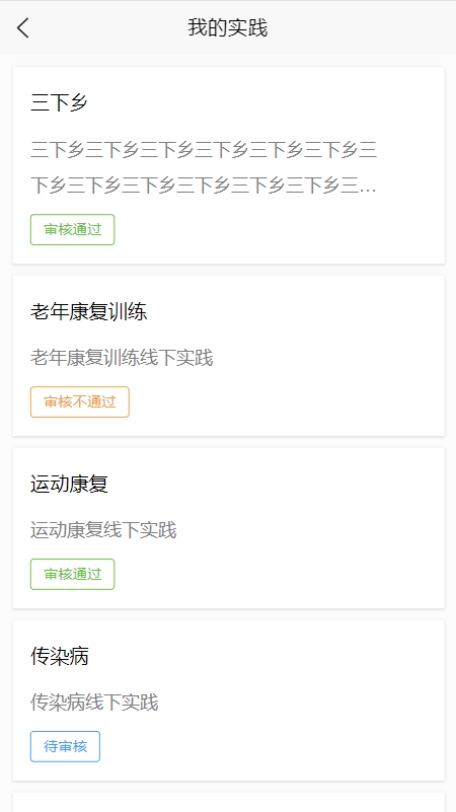 我的实践
三下乡
三下乡三下乡三下乡三下乡三下乡三下乡三
下乡三下乡三下乡三下乡三下乡三下乡三...
审核通过
老年康复训练
老年康复训练线下实践
审核不通过
运动康复
运动康复线下实践
审核通过
传染病
传染病线下实践
待审核